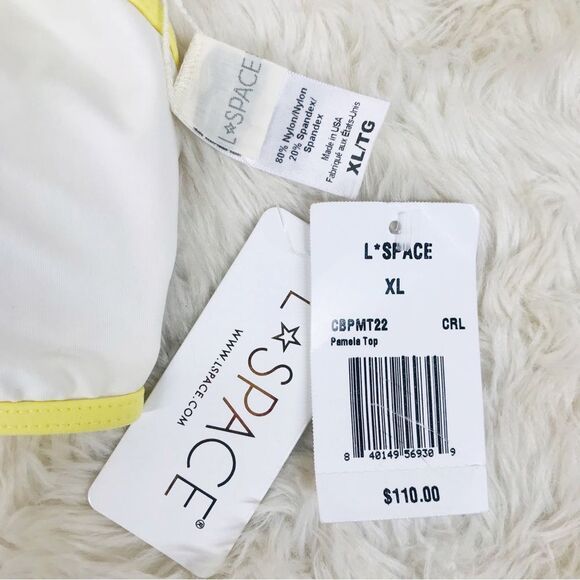 L*SPACE
80% Nylon/Nylon
20% Spandex/
Spandex
Made in USA
Fabriqué aux États-Unis
XL/TG
L*SPACE®
WWW.LSPACE.COM
L*SPACE
XL
CBPMT22 CRL
Pamela Top
8 40149 56930 9
$110.00